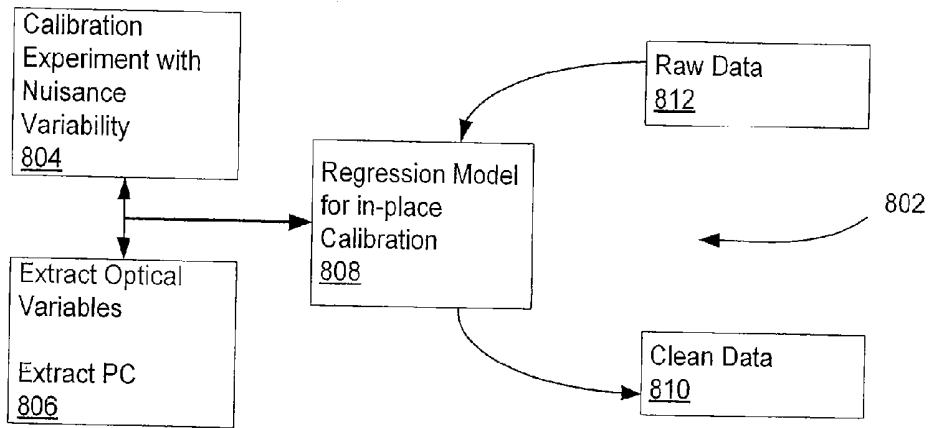 Calibration
Experiment with
Nuisance
Variability
804
Extract Optical
Variables
Extract PC
806
Regression Model
for in-place
Calibration
808
Raw Data
812
802
Clean Data
810